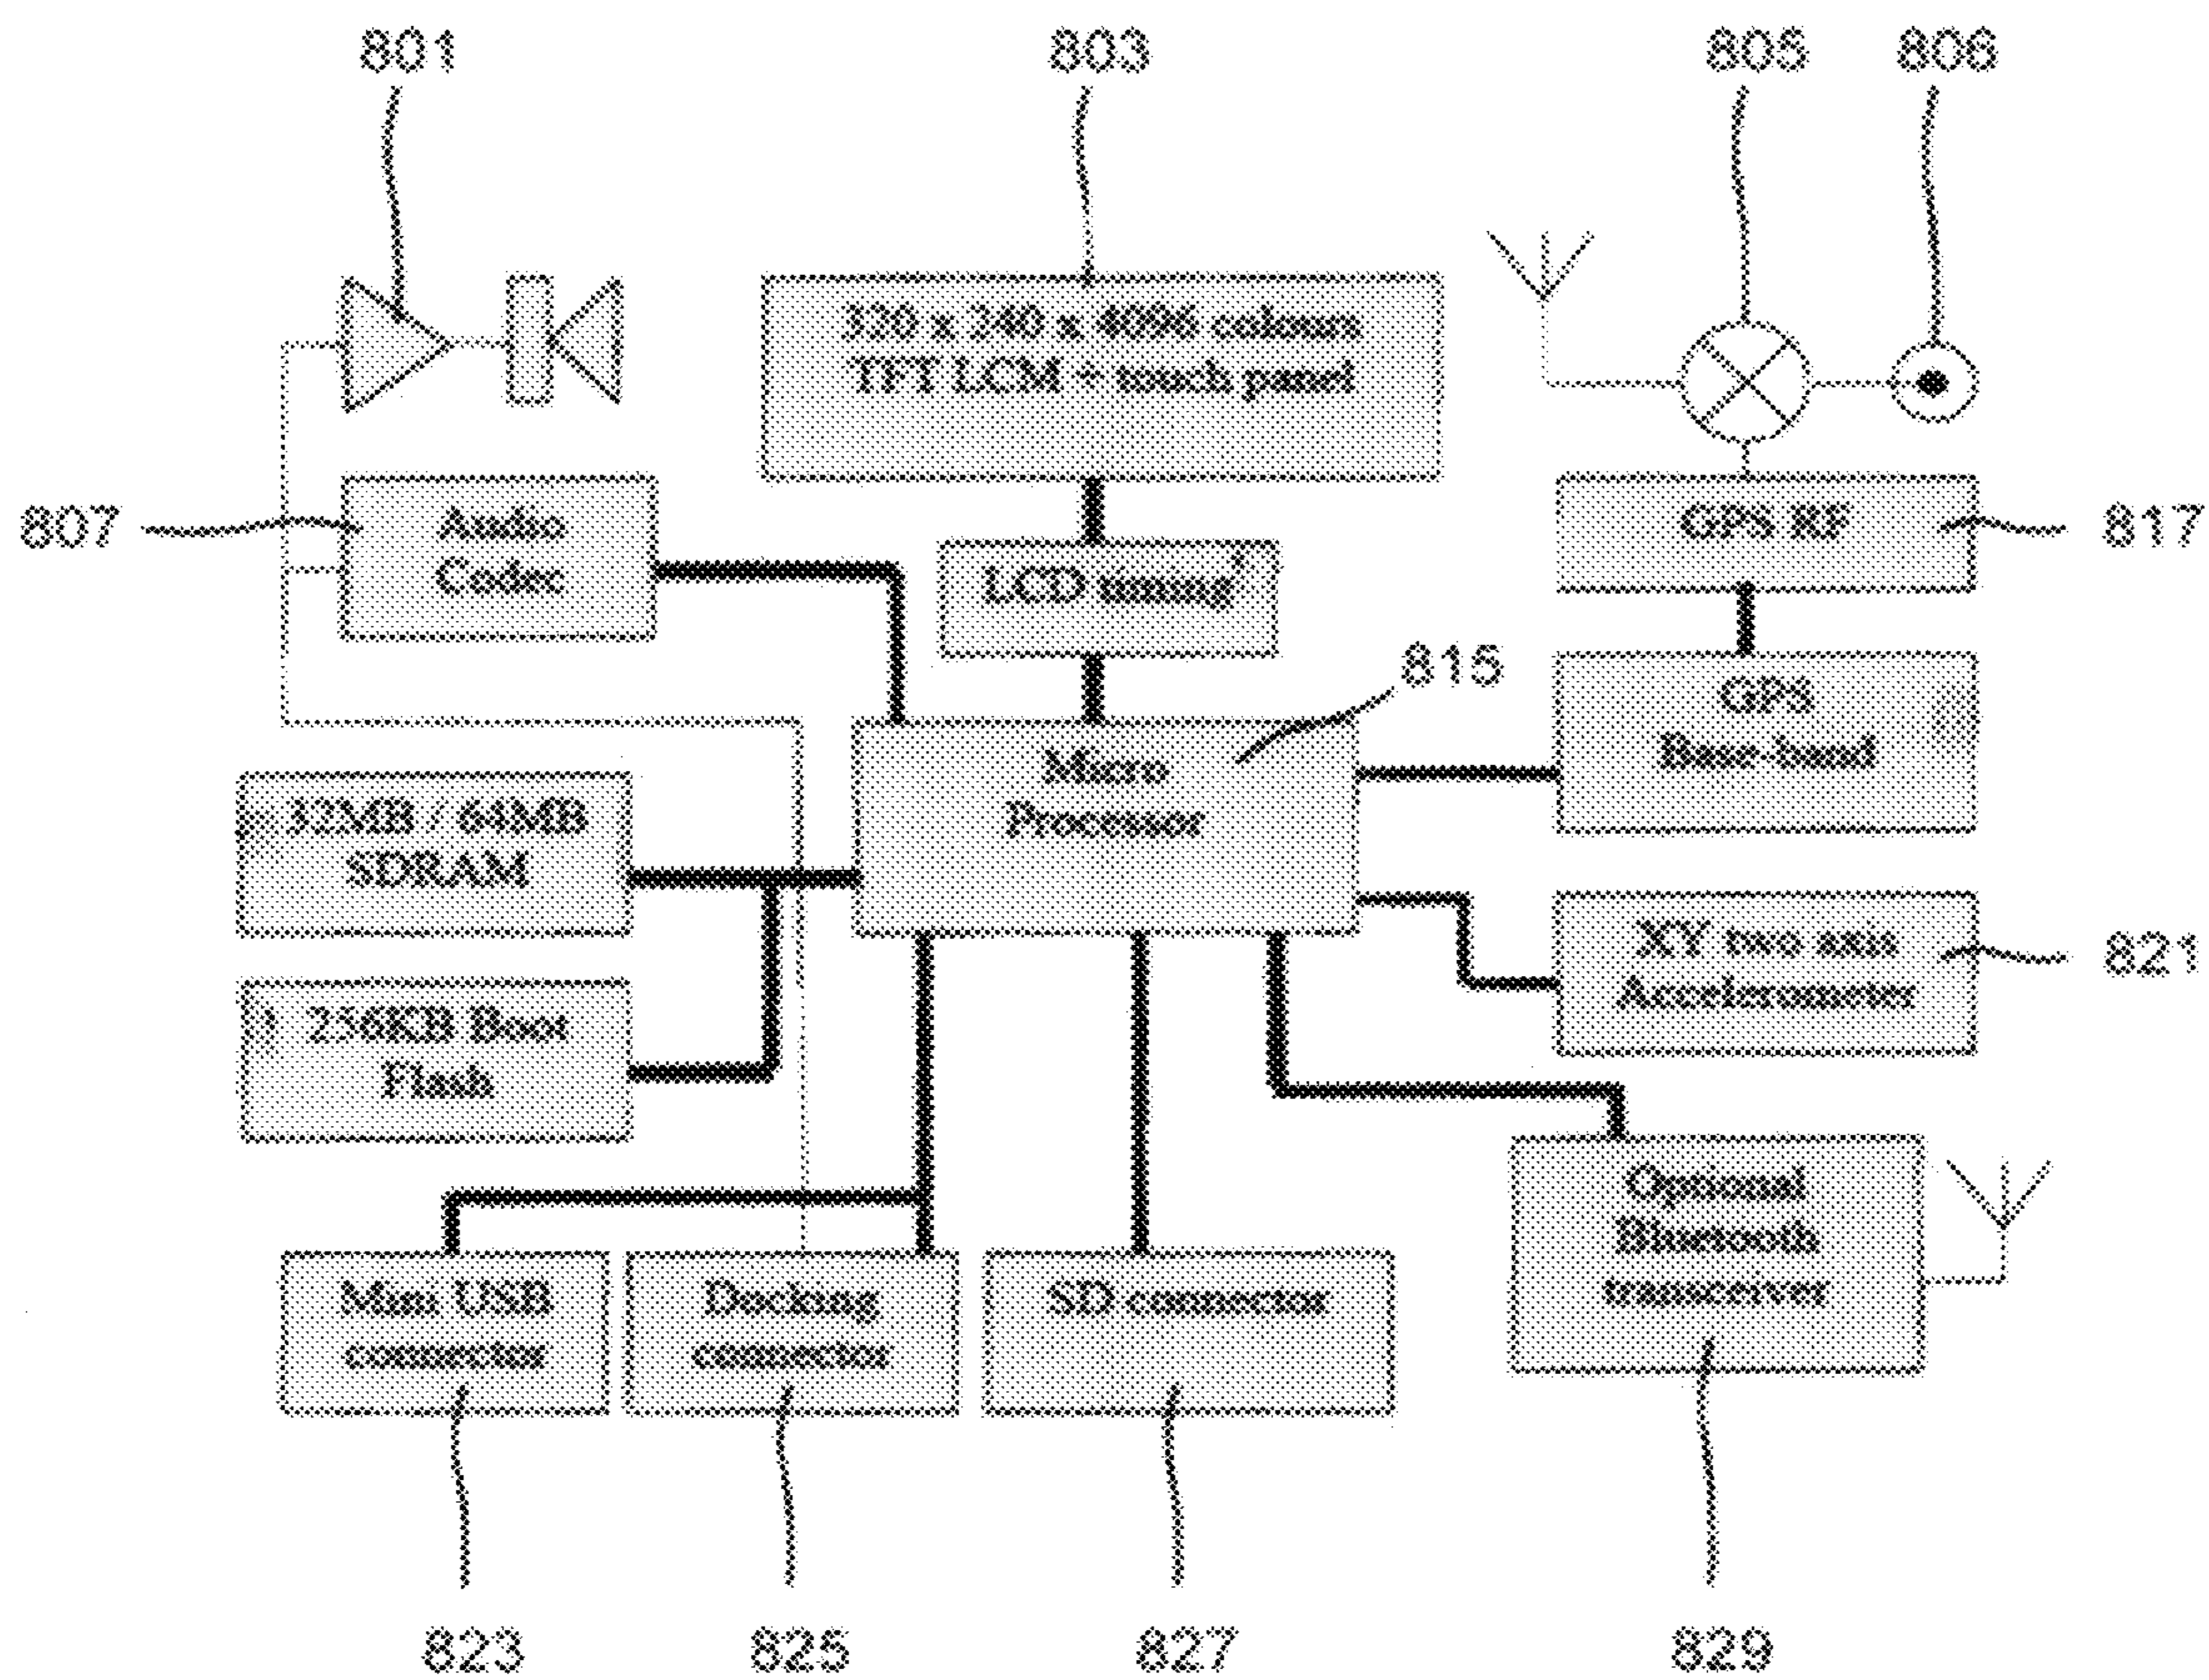 801
803
805
806
320 x 240 x 4096 colours
TFT LCM + touch panel
807
Audio
Codec
LCD timing
GPS RF
817
815
GPS
Base-band
Micro
Processor
32MB / 64MB
SDRAM
XY two axis
Accelerometer
821
256KB Boot
Flash
Optional
Bluetooth
transceiver
Mini USB
connector
Docking
connector
SD connector
823
825
827
829